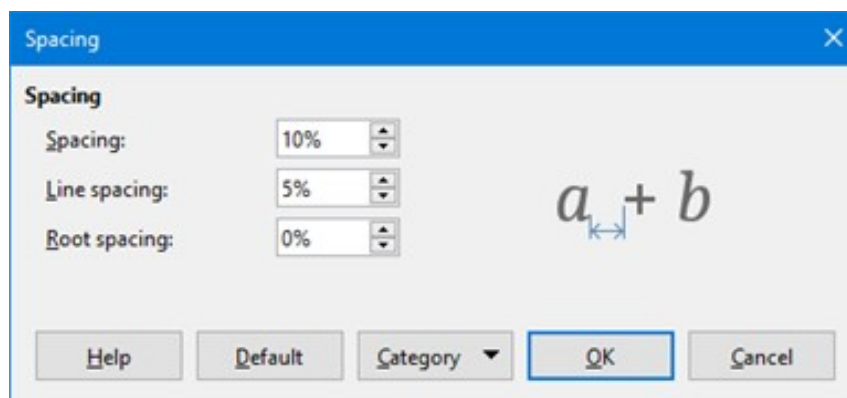 Spacing
Spacing
Spacing: 10%
Line spacing: 5%
Root spacing: 0%
a + b
Help Default Category OK Cancel